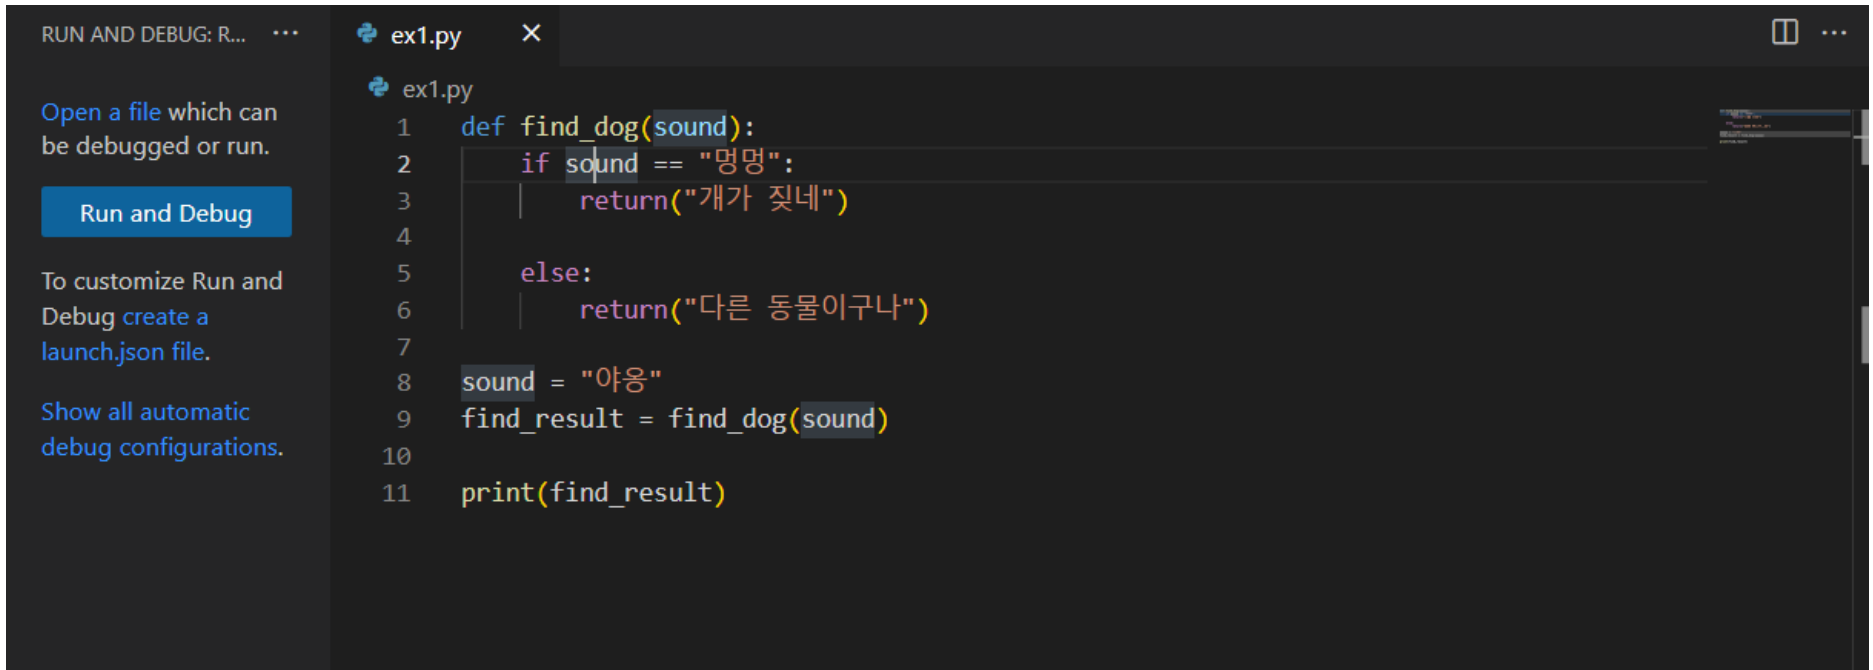 RUN AND DEBUG: R... ···
Open a file which can
be debugged or run.
Run and Debug
To customize Run and
Debug create a
launch.json file.
Show all automatic
debug configurations.
ex1.py ×
ex1.py
1 def find_dog(sound):
2     if sound == "멍멍":
3         return("개가 짖네")
4
5     else:
6         return("다른 동물이구나")
7
8 sound = "야옹"
9 find_result = find_dog(sound)
10
11 print(find_result)